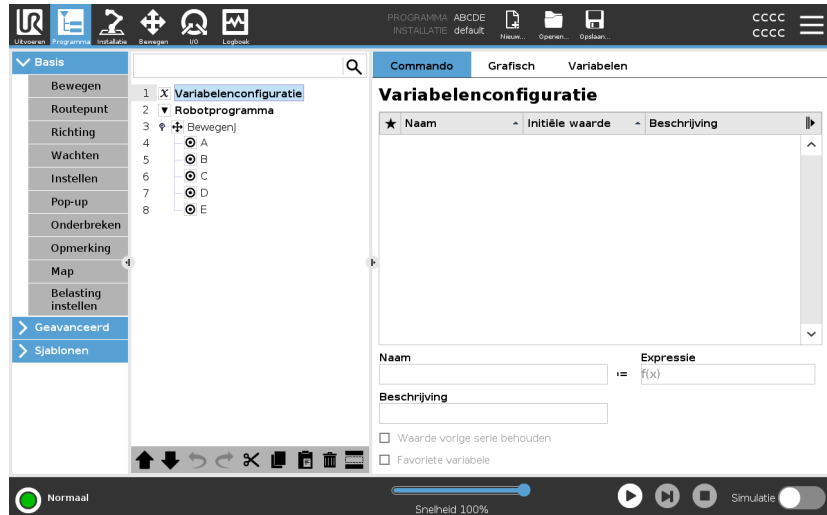 UR
PROGRAMMA ABCDE
INSTALLATIE default
CCCC
CCCC
Uitvoeren Programma Installatie Bewegen I/O Logboek Nieuw... Openen... Opslaan...
Basis
Bewegen
Routepunt
Richting
Wachten
Instellen
Pop-up
Onderbreken
Opmerking
Map
Belasting
instellen
Geavanceerd
Sjablonen
1 X Variabelenconfiguratie
2 Robotprogramma
3 BewegenJ
4 A
5 B
6 C
7 D
8 E
Commando Grafisch Variabelen
Variabelenconfiguratie
Naam Initiële waarde Beschrijving
Naam Expressie
:= f(x)
Beschrijving
Waarde vorige serie behouden
Favoriete variabele
Normaal
Snelheid 100%
Simulatie